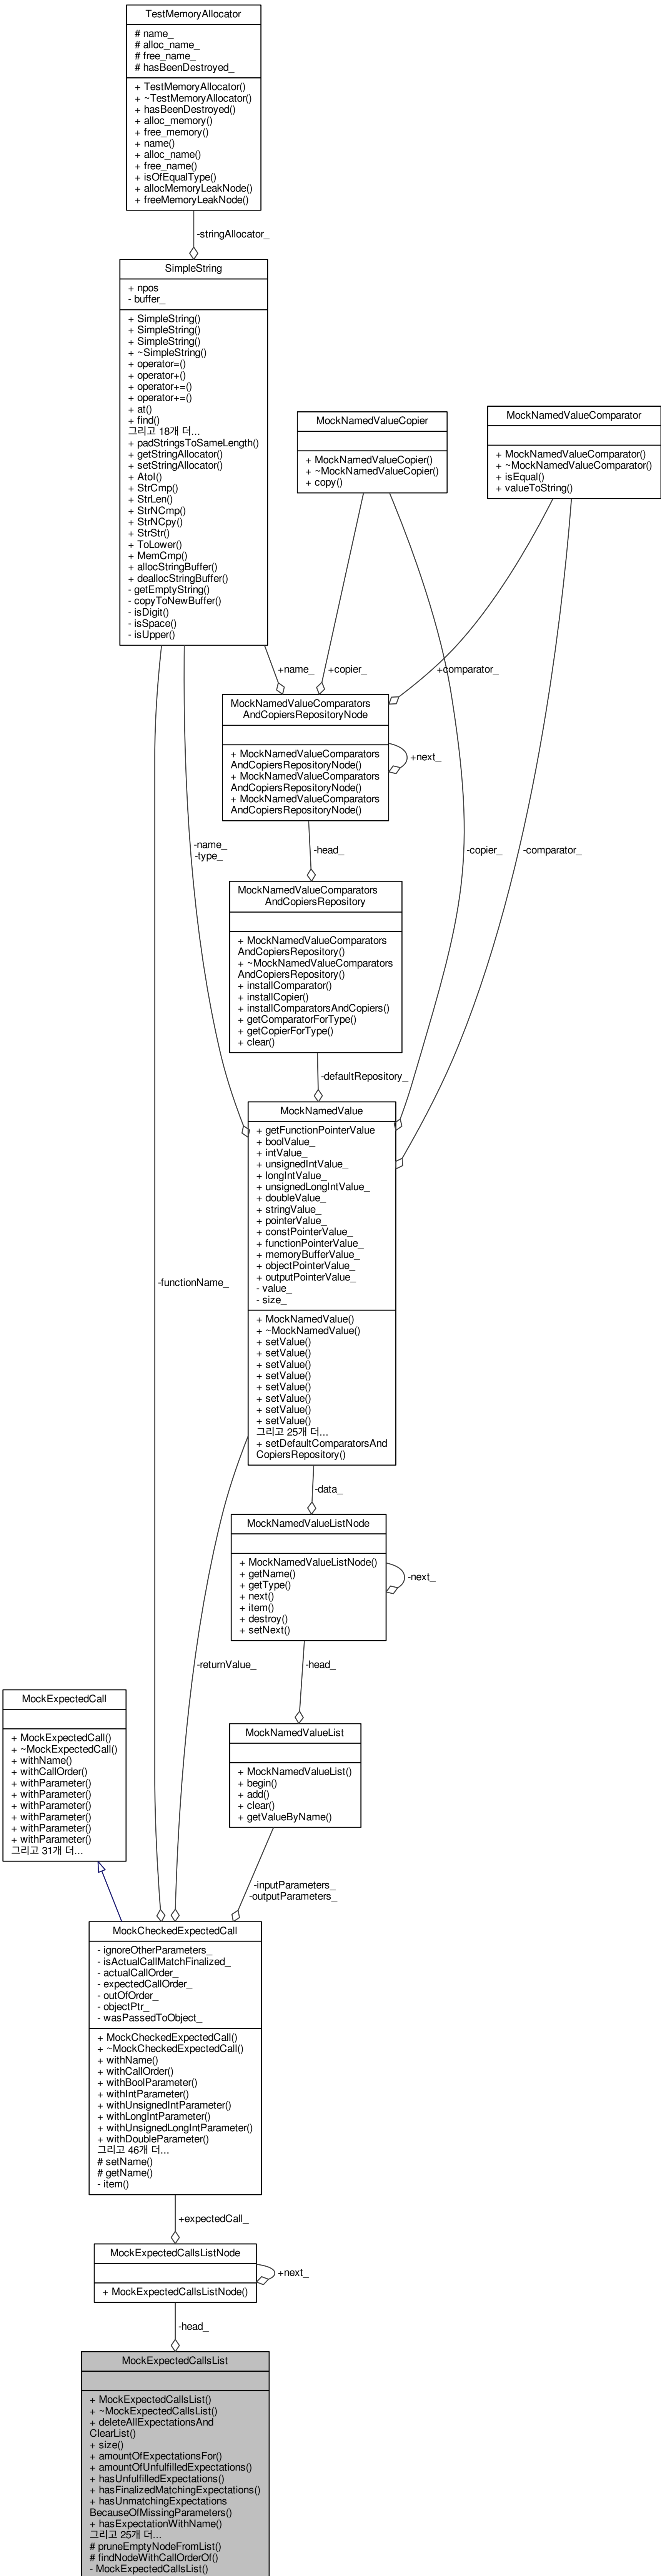 TestMemoryAllocator
# name_
# alloc_name_
# free_name_
# hasBeenDestroyed_
+ TestMemoryAllocator()
+ ~TestMemoryAllocator()
+ hasBeenDestroyed()
+ alloc_memory()
+ free_memory()
+ name()
+ alloc_name()
+ free_name()
+ isOfEqualType()
+ allocMemoryLeakNode()
+ freeMemoryLeakNode()
-stringAllocator_
SimpleString
+ npos
- buffer_
+ SimpleString()
+ SimpleString()
+ SimpleString()
+ ~SimpleString()
+ operator=()
+ operator+()
+ operator+=()
+ operator+=()
+ at()
+ find()
그리고 18개 더...
+ padStringsToSameLength()
+ getStringAllocator()
+ setStringAllocator()
+ AtoI()
+ StrCmp()
+ StrLen()
+ StrNCmp()
+ StrNCpy()
+ StrStr()
+ ToLower()
+ MemCmp()
+ allocStringBuffer()
+ deallocStringBuffer()
- getEmptyString()
- copyToNewBuffer()
- isDigit()
- isSpace()
- isUpper()
MockNamedValueCopier
+ MockNamedValueCopier()
+ ~MockNamedValueCopier()
+ copy()
MockNamedValueComparator
+ MockNamedValueComparator()
+ ~MockNamedValueComparator()
+ isEqual()
+ valueToString()
+name_
+copier_
+comparator_
MockNamedValueComparators
AndCopiersRepositoryNode
+ MockNamedValueComparators
AndCopiersRepositoryNode()
+ MockNamedValueComparators
AndCopiersRepositoryNode()
+ MockNamedValueComparators
AndCopiersRepositoryNode()
+next_
-name_
-type_
-head_
-copier_
-comparator_
MockNamedValueComparators
AndCopiersRepository
+ MockNamedValueComparators
AndCopiersRepository()
+ ~MockNamedValueComparators
AndCopiersRepository()
+ installComparator()
+ installCopier()
+ installComparatorsAndCopiers()
+ getComparatorForType()
+ getCopierForType()
+ clear()
-defaultRepository_
MockNamedValue
+ getFunctionPointerValue
+ boolValue_
+ intValue_
+ unsignedIntValue_
+ longIntValue_
+ unsignedLongIntValue_
+ doubleValue_
+ stringValue_
+ pointerValue_
+ constPointerValue_
+ functionPointerValue_
+ memoryBufferValue_
+ objectPointerValue_
+ outputPointerValue_
- value_
- size_
+ MockNamedValue()
+ ~MockNamedValue()
+ setValue()
+ setValue()
+ setValue()
+ setValue()
+ setValue()
+ setValue()
+ setValue()
+ setValue()
그리고 25개 더...
+ setDefaultComparatorsAnd
CopiersRepository()
-functionName_
-data_
MockNamedValueListNode
+ MockNamedValueListNode()
+ getName()
+ getType()
+ next()
+ item()
+ destroy()
+ setNext()
-next_
-returnValue_
-head_
MockExpectedCall
+ MockExpectedCall()
+ ~MockExpectedCall()
+ withName()
+ withCallOrder()
+ withParameter()
+ withParameter()
+ withParameter()
+ withParameter()
+ withParameter()
+ withParameter()
그리고 31개 더...
MockNamedValueList
+ MockNamedValueList()
+ begin()
+ add()
+ clear()
+ getValueByName()
-inputParameters_
-outputParameters_
MockCheckedExpectedCall
- ignoreOtherParameters_
- isActualCallMatchFinalized_
- actualCallOrder_
- expectedCallOrder_
- outOfOrder_
- objectPtr_
- wasPassedToObject_
+ MockCheckedExpectedCall()
+ ~MockCheckedExpectedCall()
+ withName()
+ withCallOrder()
+ withBoolParameter()
+ withIntParameter()
+ withUnsignedIntParameter()
+ withLongIntParameter()
+ withUnsignedLongIntParameter()
+ withDoubleParameter()
그리고 46개 더...
# setName()
# getName()
- item()
+expectedCall_
MockExpectedCallsListNode
+ MockExpectedCallsListNode()
+next_
-head_
MockExpectedCallsList
+ MockExpectedCallsList()
+ ~MockExpectedCallsList()
+ deleteAllExpectationsAnd
ClearList()
+ size()
+ amountOfExpectationsFor()
+ amountOfUnfulfilledExpectations()
+ hasUnfulfilledExpectations()
+ hasFinalizedMatchingExpectations()
+ hasUnmatchingExpectations
BecauseOfMissingParameters()
+ hasExpectationWithName()
그리고 25개 더...
# pruneEmptyNodeFromList()
# findNodeWithCallOrderOf()
- MockExpectedCallsList()